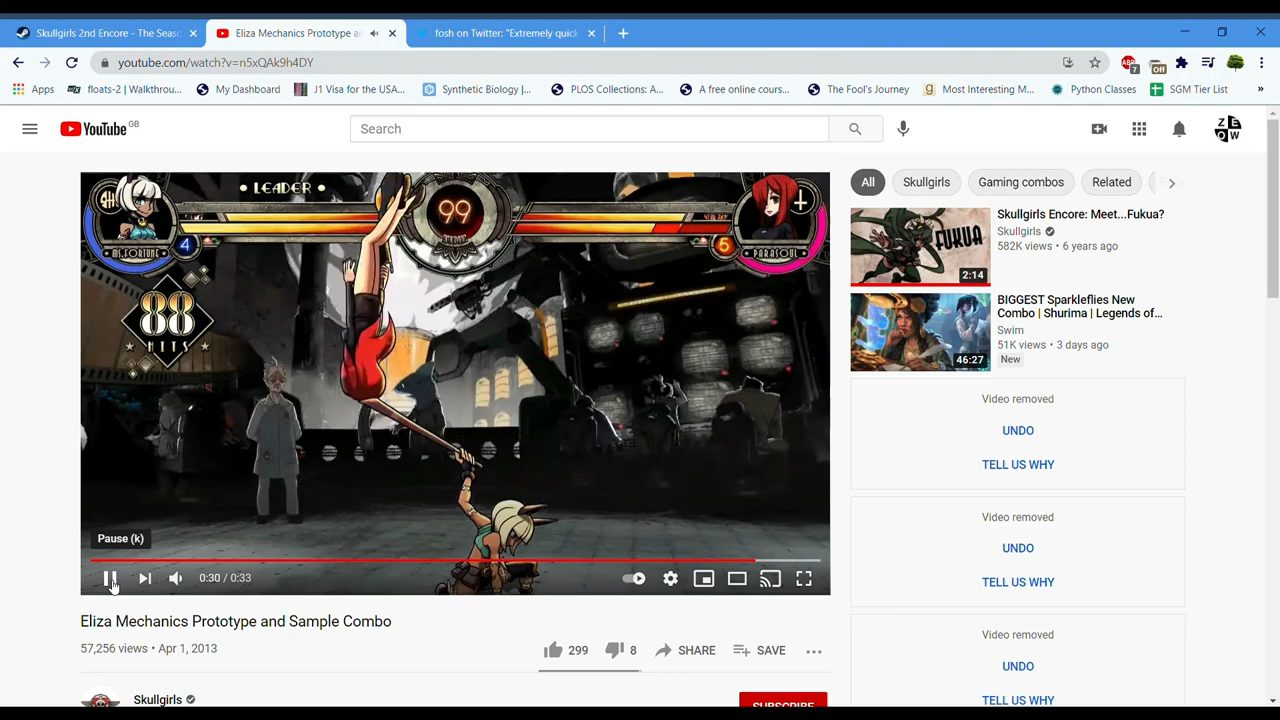 Skullgirls 2nd Encore - The Seaso
Eliza Mechanics Prototype an
fosh on Twitter: "Extremely quick
youtube.com/watch?v=n5xQAk9h4DY
7
Off
Apps
floats-2 | Walkthrou...
My Dashboard
J1 Visa for the USA...
Synthetic Biology |...
PLOS Collections: A...
A free online cours...
The Fool's Journey
Most Interesting M...
Python Classes
SGM Tier List
»
YouTube GB
Search
ZE
OW
LEADER
99
4
5
MS. FORTUNE
PARASOUL
88
HITS
Pause (k)
0:30 / 0:33
Eliza Mechanics Prototype and Sample Combo
57,256 views • Apr 1, 2013
299
8
SHARE
SAVE
Skullgirls
SUBSCRIBE
All
Skullgirls
Gaming combos
Related
FUKUA
2:14
Skullgirls Encore: Meet...Fukua?
Skullgirls
582K views • 6 years ago
46:27
BIGGEST Sparkleflies New
Combo | Shurima | Legends of...
Swim
51K views • 3 days ago
New
Video removed
UNDO
TELL US WHY
Video removed
UNDO
TELL US WHY
Video removed
UNDO
TELL US WHY